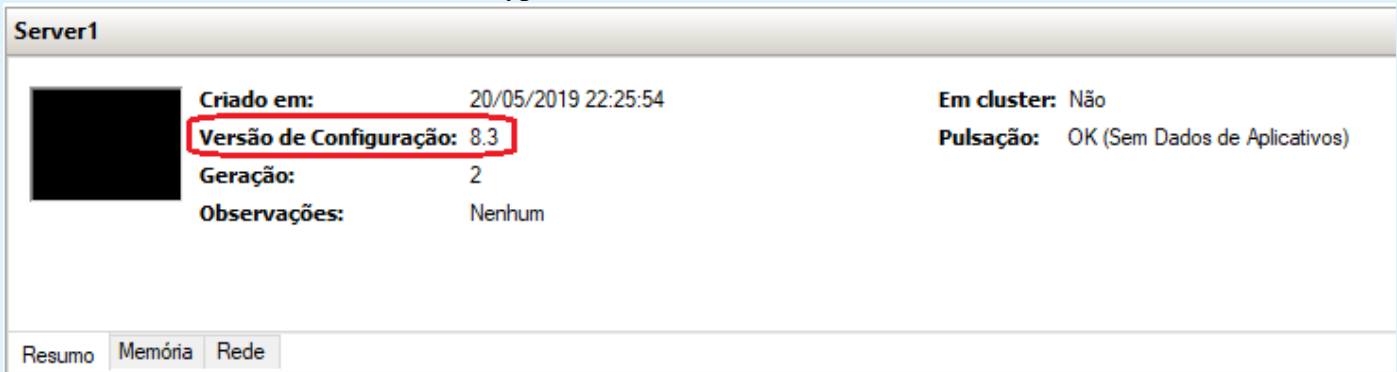 Server1
Criado em: 20/05/2019 22:25:54 Em cluster: Não
Versão de Configuração: 8.3 Pulsação: OK (Sem Dados de Aplicativos)
Geração: 2
Observações: Nenhum
Resumo Memória Rede